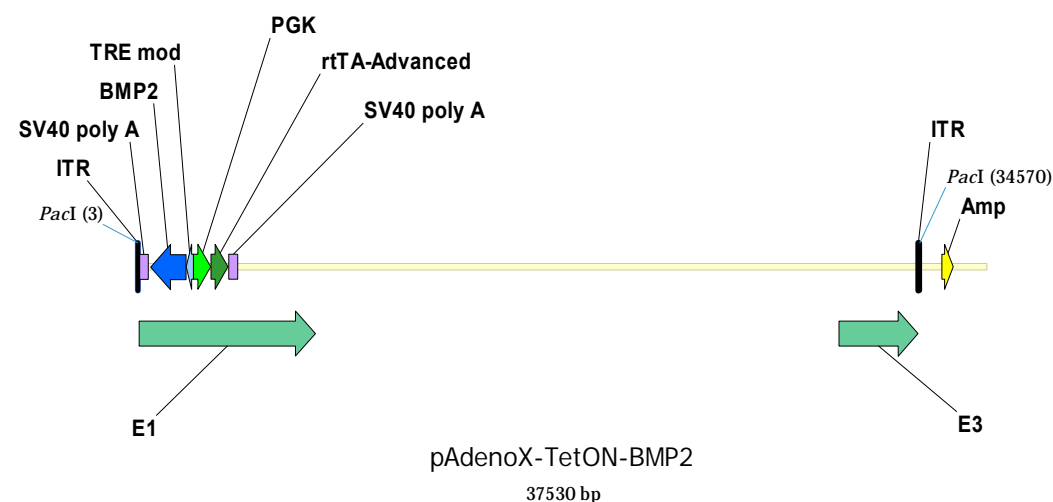 PGK
TRE mod
rtTA-Advanced
BMP2
SV40 poly A
SV40 poly A
ITR
ITR
PacI (3)
PacI (34570)
Amp
E1
E3
pAdenoX-TetON-BMP2
37530 bp